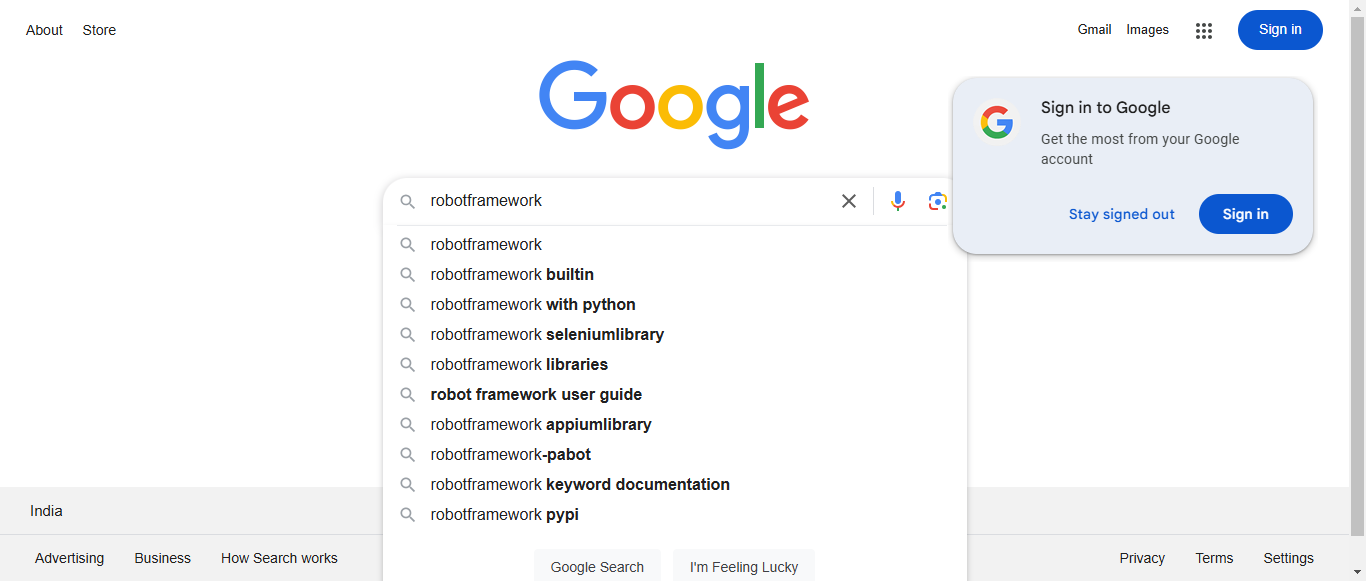 About Store Gmail Images Sign in
Google
Sign in to Google
Get the most from your Google
account
Stay signed out Sign in
robotframework
robotframework
robotframework builtin
robotframework with python
robotframework seleniumlibrary
robotframework libraries
robot framework user guide
robotframework appiumlibrary
robotframework-pabot
robotframework keyword documentation
robotframework pypi
Google Search I'm Feeling Lucky
India
Advertising Business How Search works Privacy Terms Settings